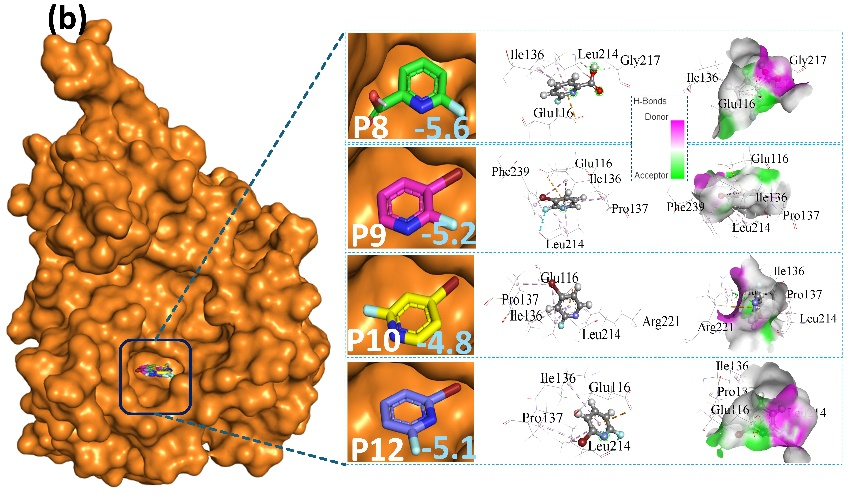 (b)
P8 -5.6
Ile136 Leu214 Gly217
Glu116
Ile136 Gly217
Glu116
H-Bonds
Donor
Acceptor
P9 -5.2
Phe239 Glu116
Ile136
Pro137
Leu214
Glu116
Phe239 Ile136
Pro137
Leu214
P10 -4.8
Glu116
Pro137
Ile136
Leu214 Arg221
Ile136
Pro137
Leu214
Arg221
P12 -5.1
Ile136 Glu116
Pro137
Leu214
Ile136
Pro13
Glu116